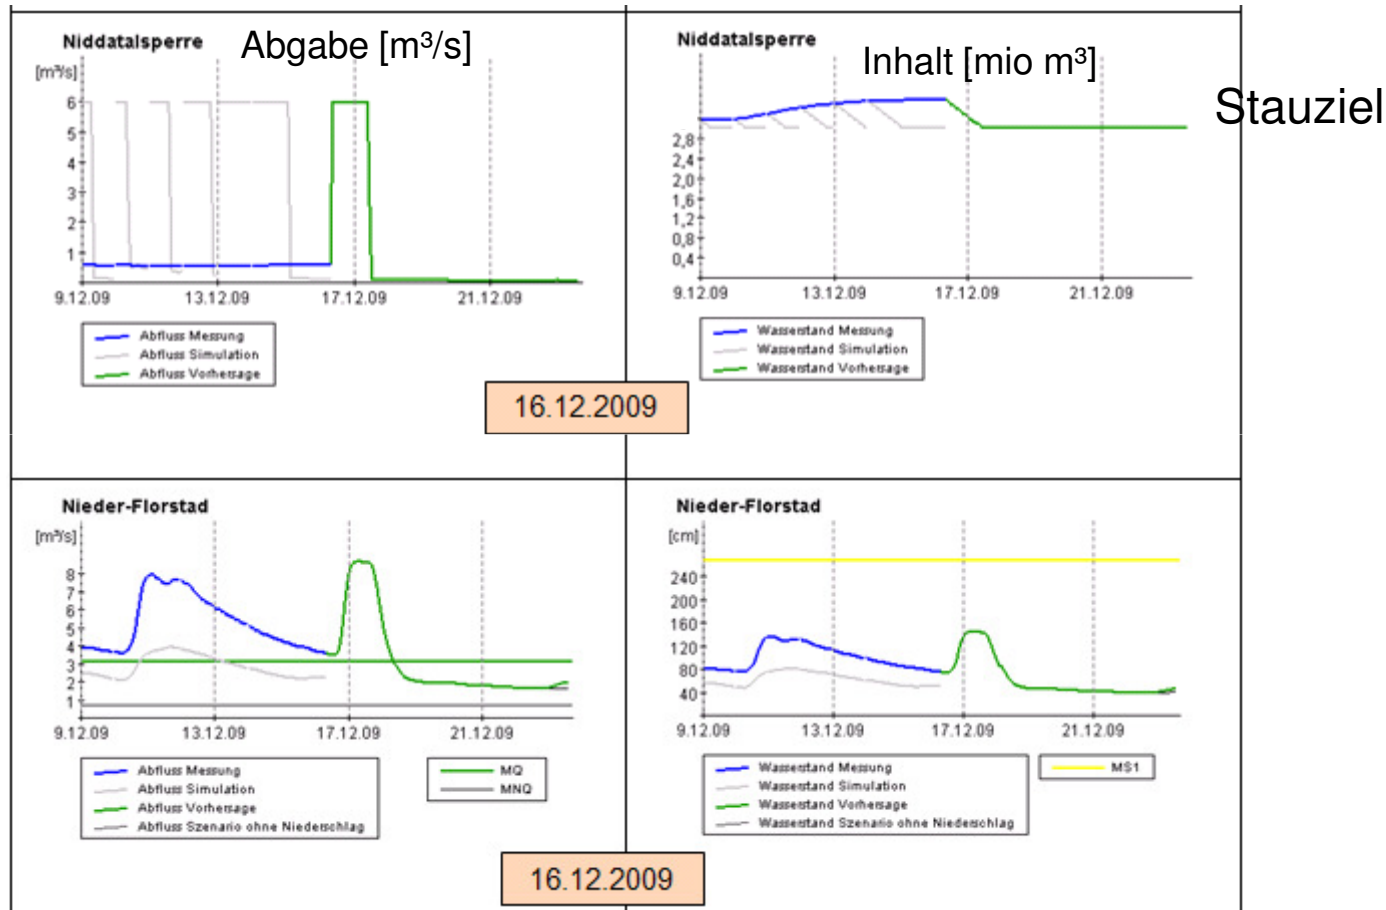 Niddatalsperre
Abgabe [m³/s]
[m³/s]
6
5
4
3
2
1
9.12.09 13.12.09 17.12.09 21.12.09
Abfluss Messung
Abfluss Simulation
Abfluss Vorhersage
Niddatalsperre
Inhalt [mio m³]
Stauziel
2,8
2,4
2,0
1,6
1,2
0,8
0,4
9.12.09 13.12.09 17.12.09 21.12.09
Wasserstand Messung
Wasserstand Simulation
Wasserstand Vorhersage
16.12.2009
Nieder-Florstad
[m³/s]
8
7
6
5
4
3
2
1
9.12.09 13.12.09 17.12.09 21.12.09
Abfluss Messung
Abfluss Simulation
Abfluss Vorhersage
Abfluss Szenario ohne Niederschlag
MQ
MNQ
Nieder-Florstad
[cm]
240
200
160
120
80
40
9.12.09 13.12.09 17.12.09 21.12.09
Wasserstand Messung
Wasserstand Simulation
Wasserstand Vorhersage
Wasserstand Szenario ohne Niederschlag
MS1
16.12.2009